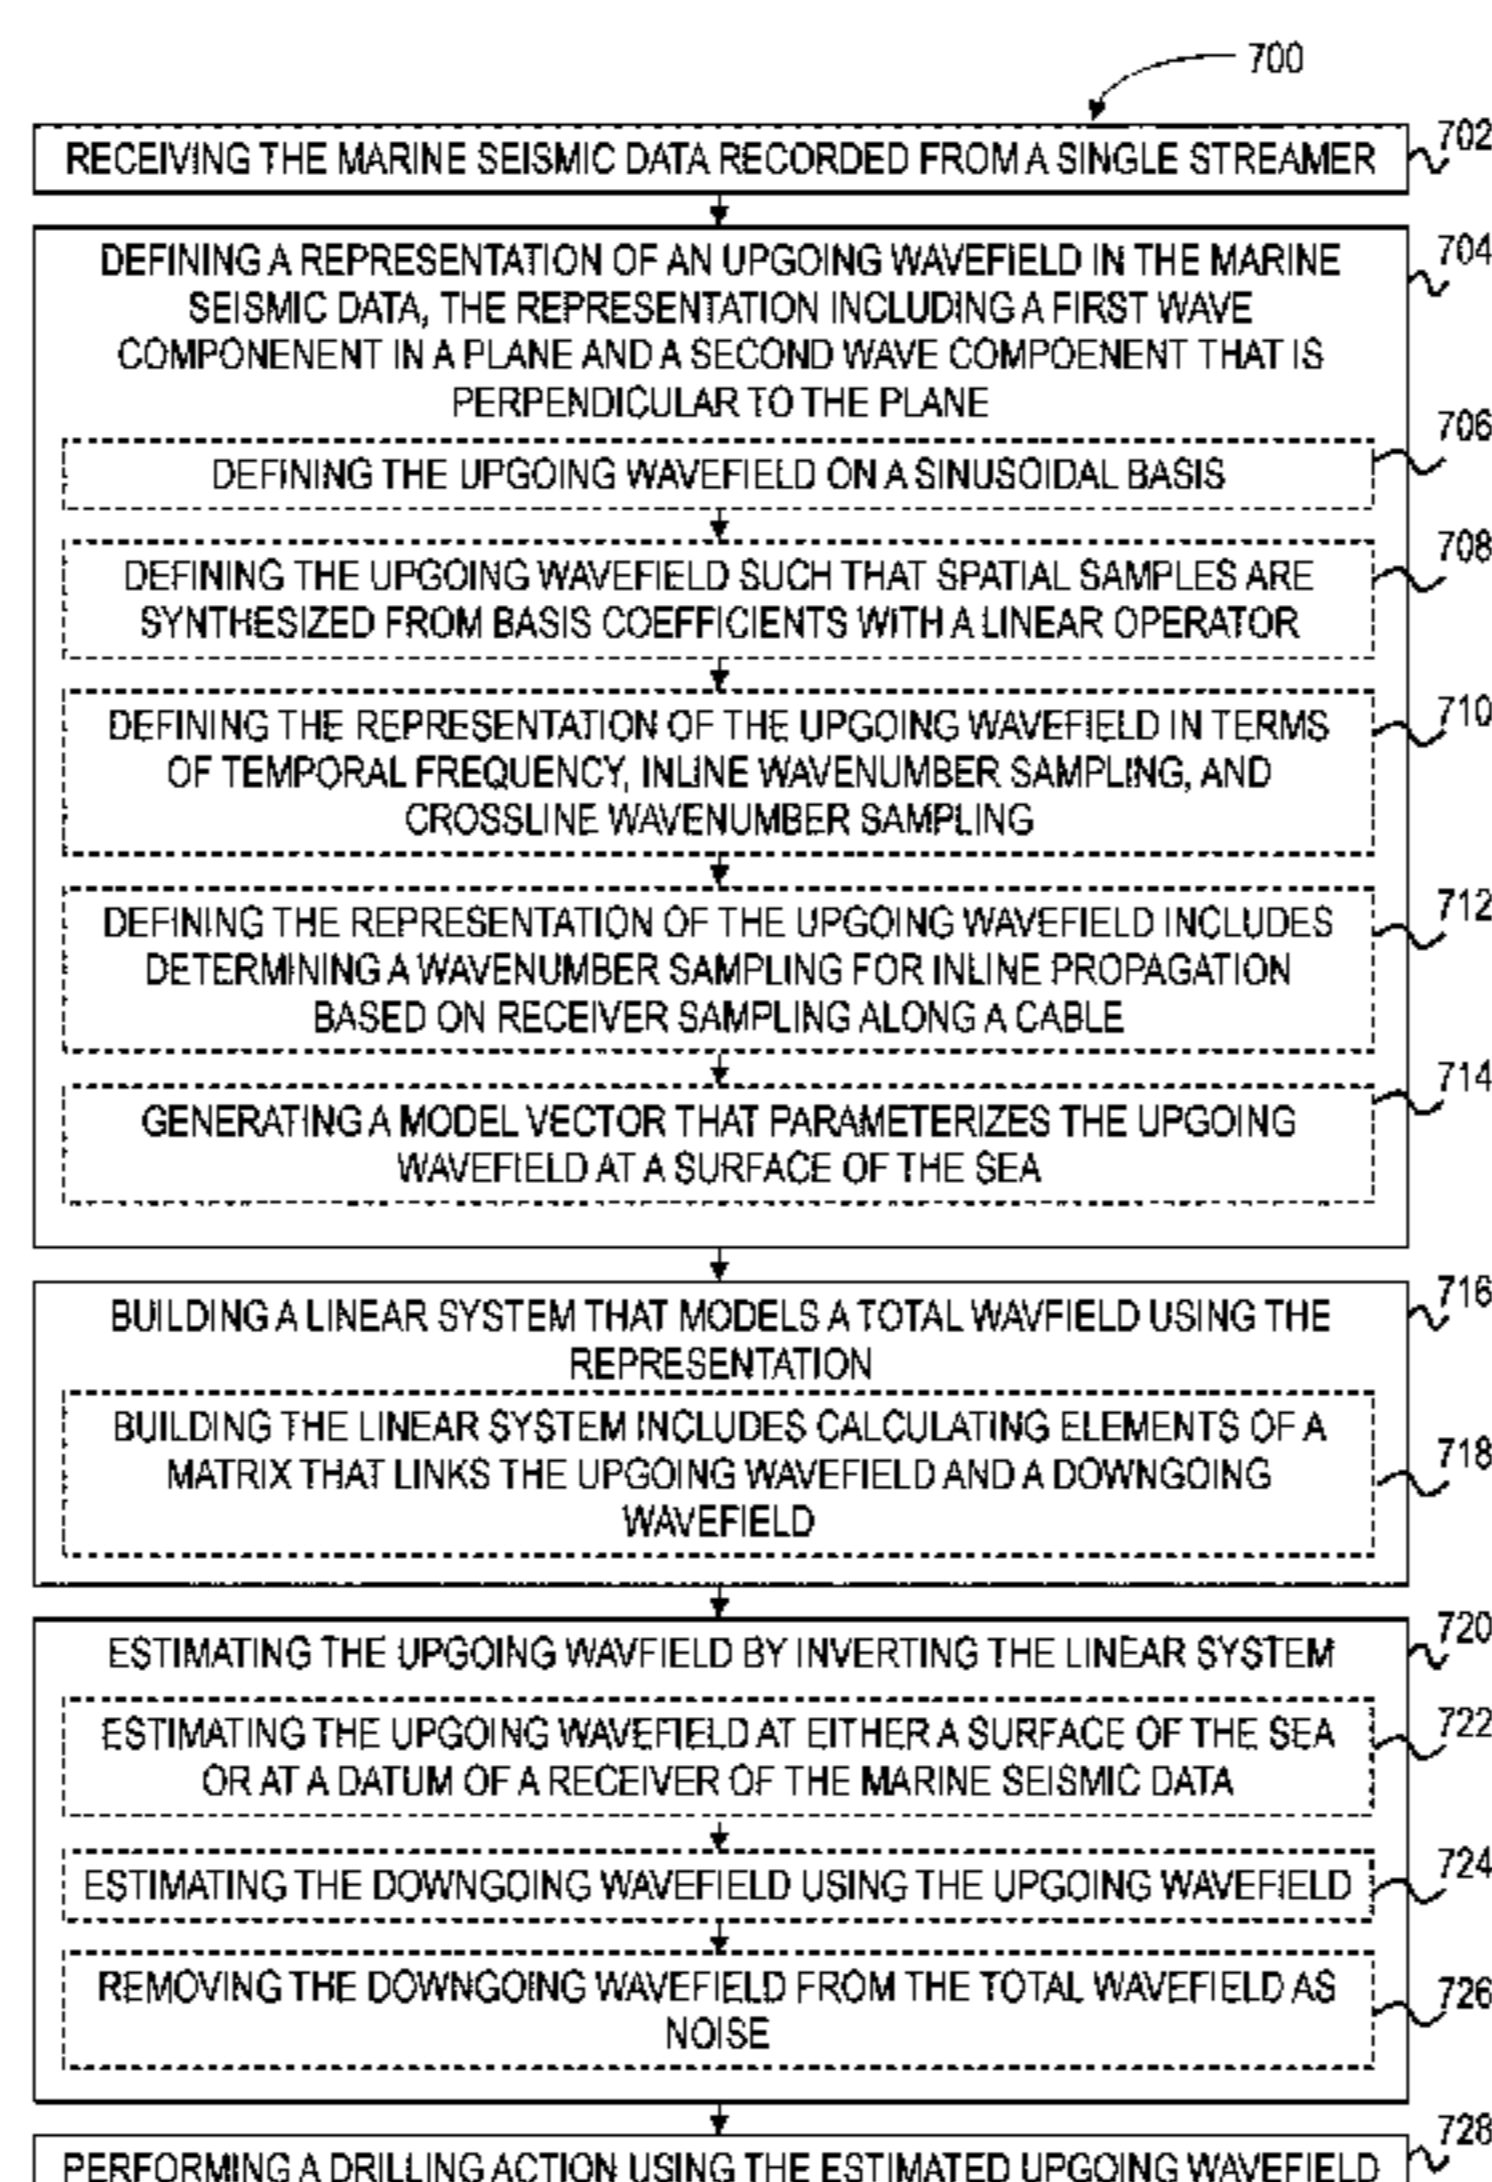 700
RECEIVING THE MARINE SEISMIC DATA RECORDED FROM A SINGLE STREAMER
702
DEFINING A REPRESENTATION OF AN UPGOING WAVEFIELD IN THE MARINE
SEISMIC DATA, THE REPRESENTATION INCLUDING A FIRST WAVE
COMPONENENT IN A PLANE AND A SECOND WAVE COMPOENENT THAT IS
PERPENDICULAR TO THE PLANE
704
DEFINING THE UPGOING WAVEFIELD ON A SINUSOIDAL BASIS
706
DEFINING THE UPGOING WAVEFIELD SUCH THAT SPATIAL SAMPLES ARE
SYNTHESIZED FROM BASIS COEFFICIENTS WITH A LINEAR OPERATOR
708
DEFINING THE REPRESENTATION OF THE UPGOING WAVEFIELD IN TERMS
OF TEMPORAL FREQUENCY, INLINE WAVENUMBER SAMPLING, AND
CROSSLINE WAVENUMBER SAMPLING
710
DEFINING THE REPRESENTATION OF THE UPGOING WAVEFIELD INCLUDES
DETERMINING A WAVENUMBER SAMPLING FOR INLINE PROPAGATION
BASED ON RECEIVER SAMPLING ALONG A CABLE
712
GENERATING A MODEL VECTOR THAT PARAMETERIZES THE UPGOING
WAVEFIELD AT A SURFACE OF THE SEA
714
BUILDING A LINEAR SYSTEM THAT MODELS A TOTAL WAVFIELD USING THE
REPRESENTATION
716
BUILDING THE LINEAR SYSTEM INCLUDES CALCULATING ELEMENTS OF A
MATRIX THAT LINKS THE UPGOING WAVEFIELD AND A DOWNGOING
WAVEFIELD
718
ESTIMATING THE UPGOING WAVFIELD BY INVERTING THE LINEAR SYSTEM
720
ESTIMATING THE UPGOING WAVEFIELD AT EITHER A SURFACE OF THE SEA
OR AT A DATUM OF A RECEIVER OF THE MARINE SEISMIC DATA
722
ESTIMATING THE DOWNGOING WAVEFIELD USING THE UPGOING WAVEFIELD
724
REMOVING THE DOWNGOING WAVEFIELD FROM THE TOTAL WAVEFIELD AS
NOISE
726
PERFORMING A DRILLING ACTION USING THE ESTIMATED UPGOING WAVEFIELD
728